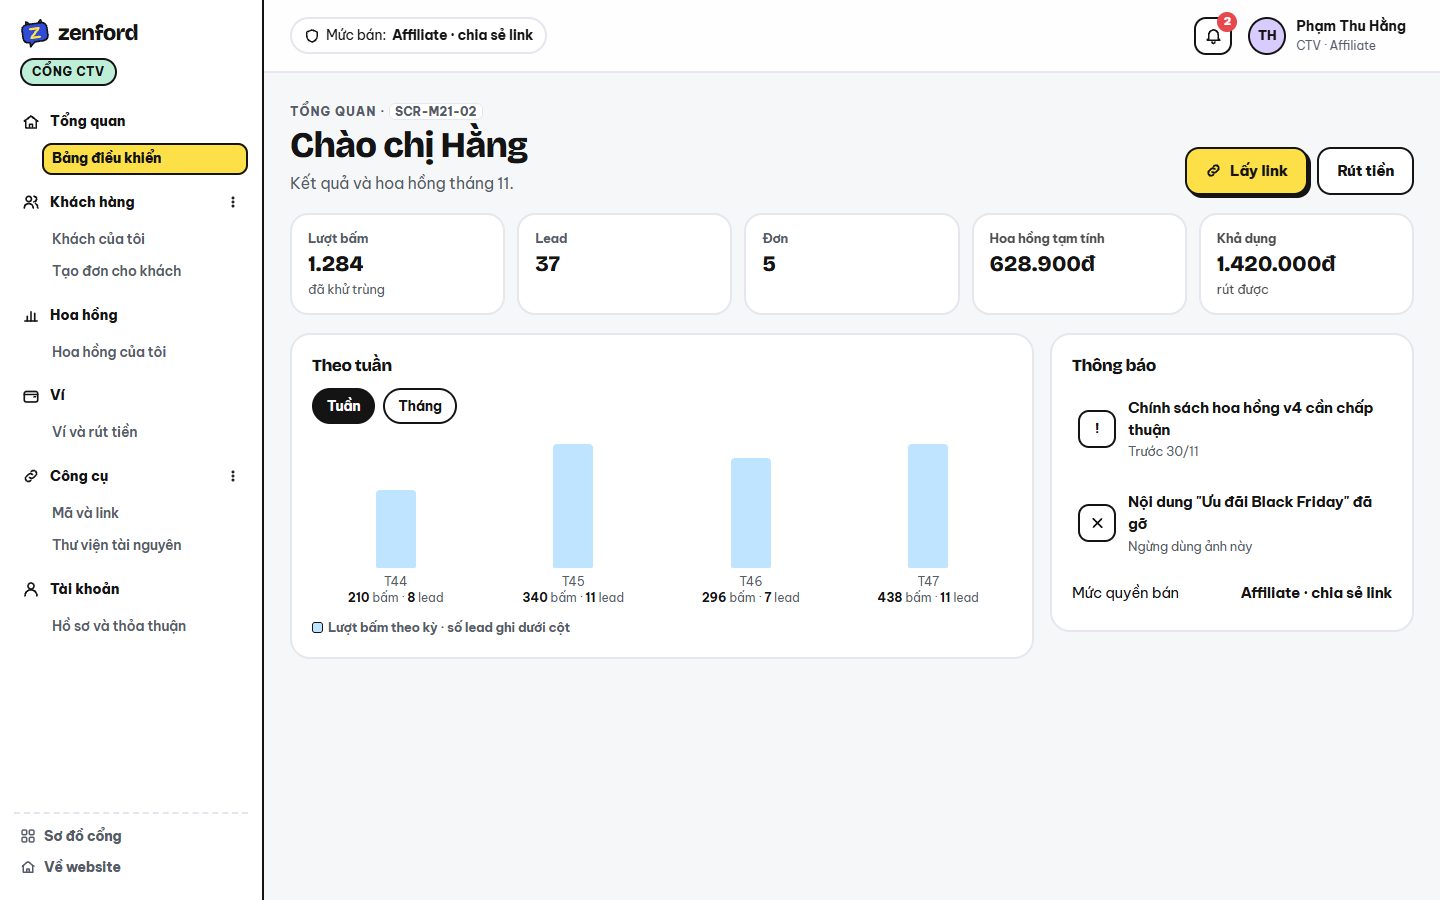 zenford
CỔNG CTV
Tổng quan
Bảng điều khiển
Khách hàng
Khách của tôi
Tạo đơn cho khách
Hoa hồng
Hoa hồng của tôi
Ví
Ví và rút tiền
Công cụ
Mã và link
Thư viện tài nguyên
Tài khoản
Hồ sơ và thỏa thuận
Sơ đồ cổng
Về website
Mức bán: Affiliate · chia sẻ link
2
TH
Phạm Thu Hằng
CTV · Affiliate
TỔNG QUAN · SCR-M21-02
Chào chị Hằng
Kết quả và hoa hồng tháng 11.
Lấy link
Rút tiền
Lượt bấm
1.284
đã khử trùng
Lead
37
Đơn
5
Hoa hồng tạm tính
628.900đ
Khả dụng
1.420.000đ
rút được
Theo tuần
Tuần
Tháng
T44
210 bấm · 8 lead
T45
340 bấm · 11 lead
T46
296 bấm · 7 lead
T47
438 bấm · 11 lead
Lượt bấm theo kỳ · số lead ghi dưới cột
Thông báo
!
Chính sách hoa hồng v4 cần chấp
thuận
Trước 30/11
Nội dung "Ưu đãi Black Friday" đã
gỡ
Ngừng dùng ảnh này
Mức quyền bán
Affiliate · chia sẻ link